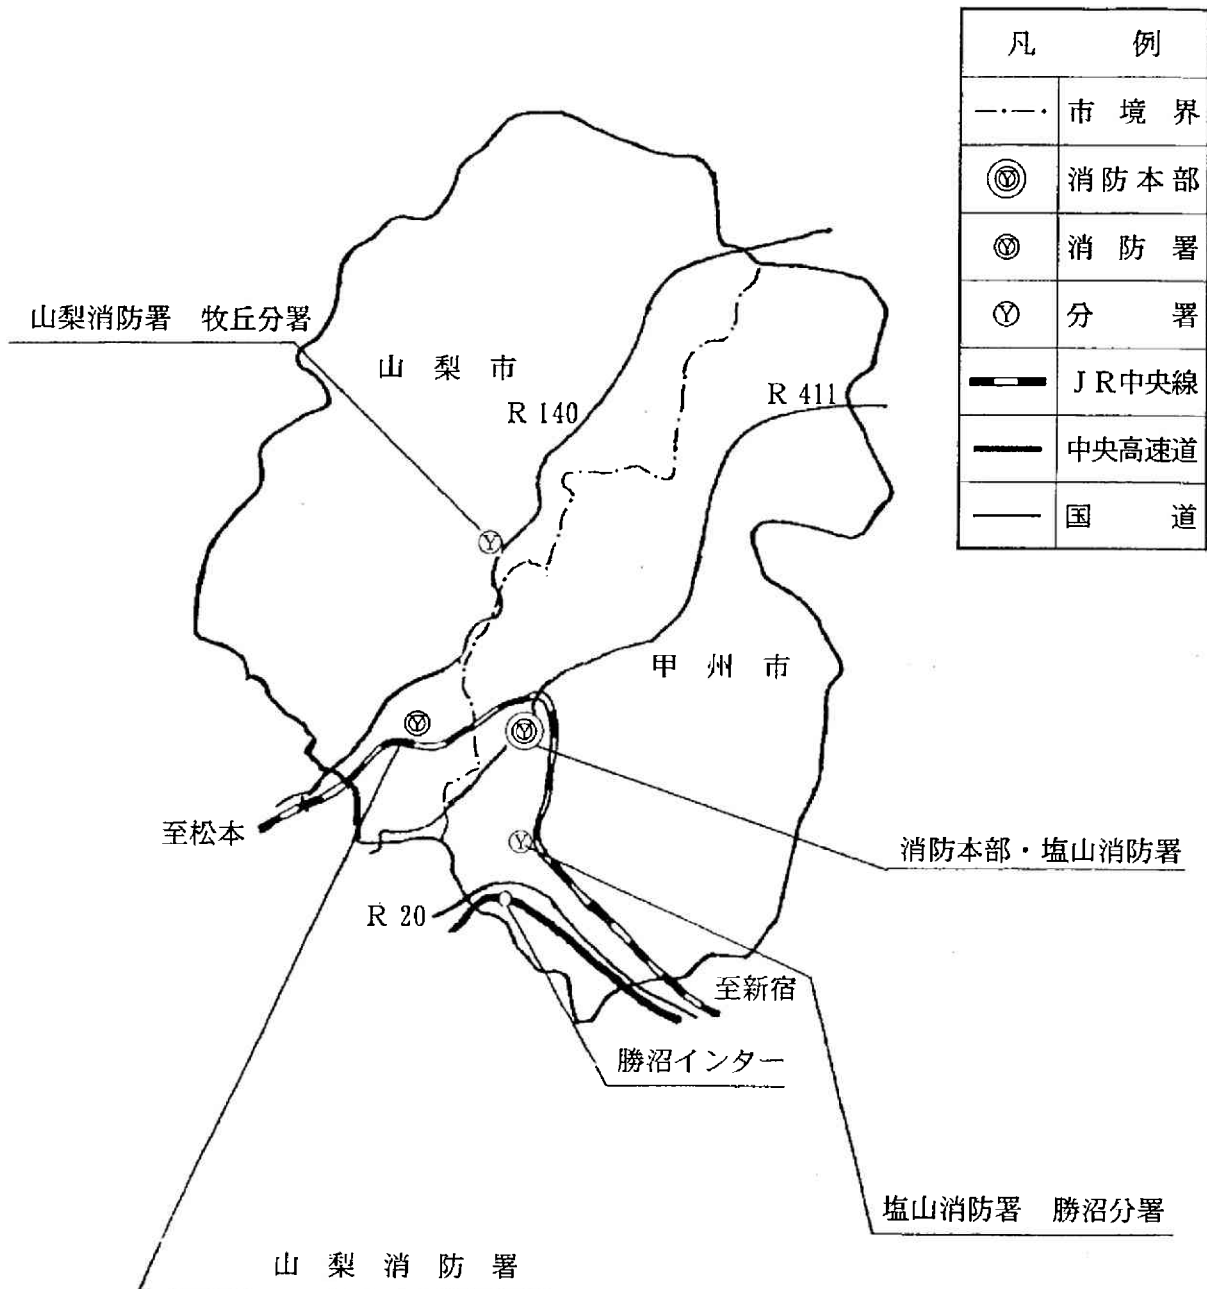 凡 例
市境界
消防本部
消防署
分署
JR中央線
中央高速道
国道
山梨消防署 牧丘分署
山梨市
R 140
R 411
甲州市
至松本
消防本部・塩山消防署
R 20
至新宿
勝沼インター
塩山消防署 勝沼分署
山梨消防署